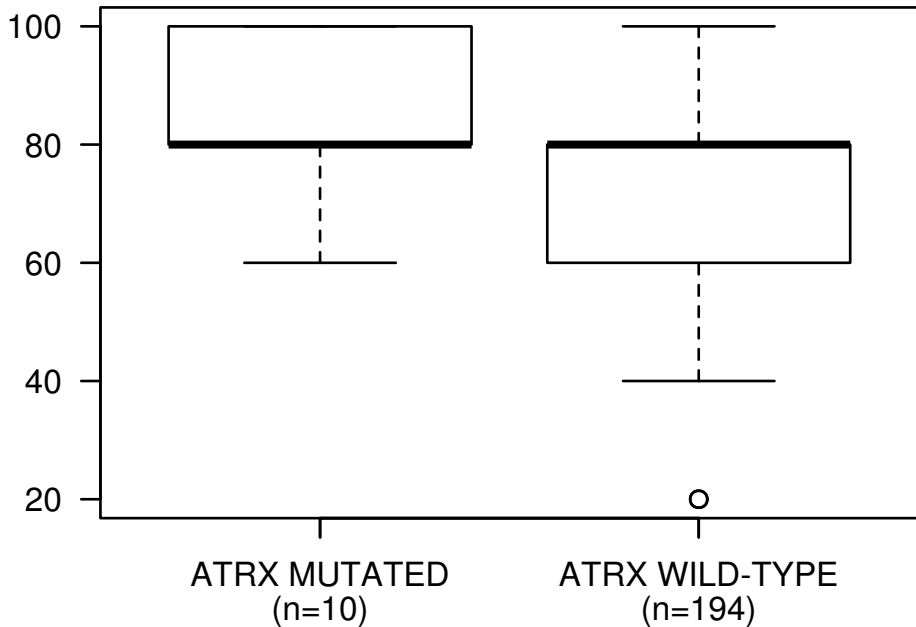 100
80
60
40
20
ATRX MUTATED
(n=10)
ATRX WILD-TYPE
(n=194)